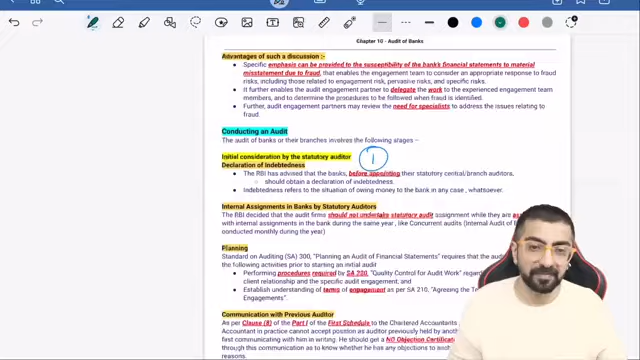 Chapter 10 - Audit of Banks
Advantages of such a discussion :-
Specific emphasis can be provided to the susceptibility of the bank's financial statements to material
misstatement due to fraud, that enables the engagement team to consider an appropriate response to fraud
risks, including those related to engagement risk, pervasive risks, and specific risks.
It further enables the audit engagement partner to delegate the work to the experienced engagement team
members, and to determine the procedures to be followed when fraud is identified.
Further, audit engagement partners may review the need for specialists to address the issues relating to
fraud.
Conducting an Audit
The audit of banks or their branches involves the following stages –
Initial consideration by the statutory auditor
1
Declaration of Indebtedness
The RBI has advised that the banks, before appointing their statutory central/branch auditors,
should obtain a declaration of indebtedness.
Indebtedness refers to the situation of owing money to the bank in any case, whatsoever.
Internal Assignments in Banks by Statutory Auditors
The RBI decided that the audit firms should not undertake statutory audit assignment while they are
with internal assignments in the bank during the same year, like Concurrent audits (Internal Audit of
conducted monthly during the year)
Planning
Standard on Auditing (SA) 300, "Planning an Audit of Financial Statements" requires that the
the following activities prior to starting an initial audit
Performing procedures required by SA 220, "Quality Control for Audit Work"
client relationship and the specific audit engagement; and
Establish understanding of terms of engagement as per SA 210, "Agreeing the
Engagements".
Communication with Previous Auditor
As per Clause (8) of the Part I of the First Schedule to the Chartered Accountants
Accountant in practice cannot accept position as auditor previously held by another
first communicating with him in writing. He should get a No Objection
through this communication as to know whether he has any objections to
reasons.